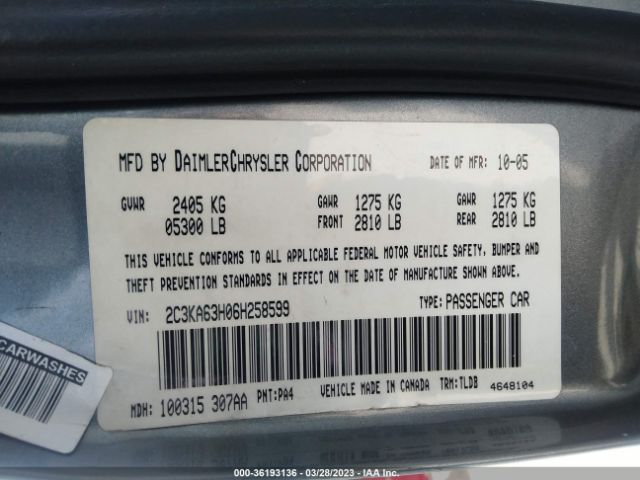 MFD BY DAIMLERCHRYSLER CORPORATION DATE OF MFR: 10-05
GVWR 2405 KG GAWR 1275 KG GAWR 1275 KG
05300 LB FRONT 2810 LB REAR 2810 LB
THIS VEHICLE CONFORMS TO ALL APPLICABLE FEDERAL MOTOR VEHICLE SAFETY, BUMPER AND
THEFT PREVENTION STANDARDS IN EFFECT ON THE DATE OF MANUFACTURE SHOWN ABOVE.
VIN: 2C3KA63H06H258599 TYPE: PASSENGER CAR
MDH: 100315 307AA PNT: PA4 VEHICLE MADE IN CANADA TRM: TLDB 4648104
CARWASHES
000-36193136 - 03/28/2023 - IAA Inc.